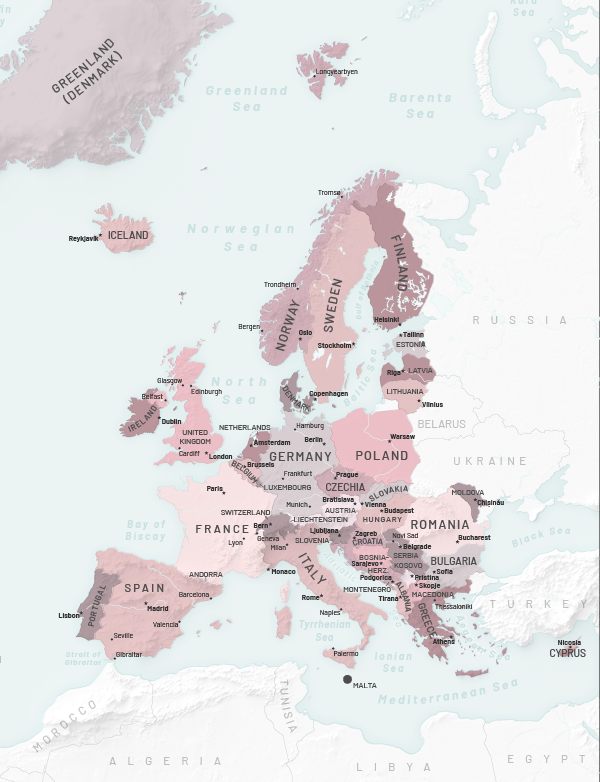 Kara
Sea
GREENLAND
(DENMARK)
Longyearbyen
Greenland
Sea
Barents
Sea
Tromsø
Norwegian
Sea
Reykjavik
ICELAND
FINLAND
Gulf of Bothnia
Trondheim
SWEDEN
NORWAY
Bergen
Oslo
Helsinki
RUSSIA
Stockholm
Tallinn
ESTONIA
Baltic Sea
Riga
LATVIA
North
Sea
Glasgow
Edinburgh
DENMARK
Copenhagen
LITHUANIA
Vilnius
Belfast
IRELAND
Dublin
UNITED
KINGDOM
NETHERLANDS
Hamburg
BELARUS
Cardiff
London
Amsterdam
Berlin
Warsaw
BELGIUM
Brussels
GERMANY
POLAND
UKRAINE
Frankfurt
Prague
Paris
LUXEMBOURG
CZECHIA
SLOVAKIA
MOLDOVA
Bratislava
Chisinău
Munich
Vienna
SWITZERLAND
AUSTRIA
Budapest
LIECHTENSTEIN
HUNGARY
FRANCE
Bern
ROMANIA
Bay of
Biscay
Ljubljana
Zagreb
Novi Sad
Lyon
Geneva
SLOVENIA
CROATIA
Bucharest
Black Sea
Milan
Belgrade
BOSNIA-
HERZ.
SERBIA
Sarajevo
KOSOVO
BULGARIA
ANDORRA
Monaco
ITALY
Podgorica
Pristina
Sofia
SPAIN
PORTUGAL
Barcelona
MONTENEGRO
Skopje
Rome
Tirana
ALBANIA
MACEDONIA
Madrid
Thessaloniki
TURKEY
Lisbon
Naples
GREECE
Valencia
Tyrrhenian
Sea
Seville
Athens
Nicosia
CYPRUS
Gibraltar
Strait of
Gibraltar
Palermo
Ionian
Sea
MALTA
Mediterranean Sea
MOROCCO
TUNISIA
ALGERIA
LIBYA
EGYPT